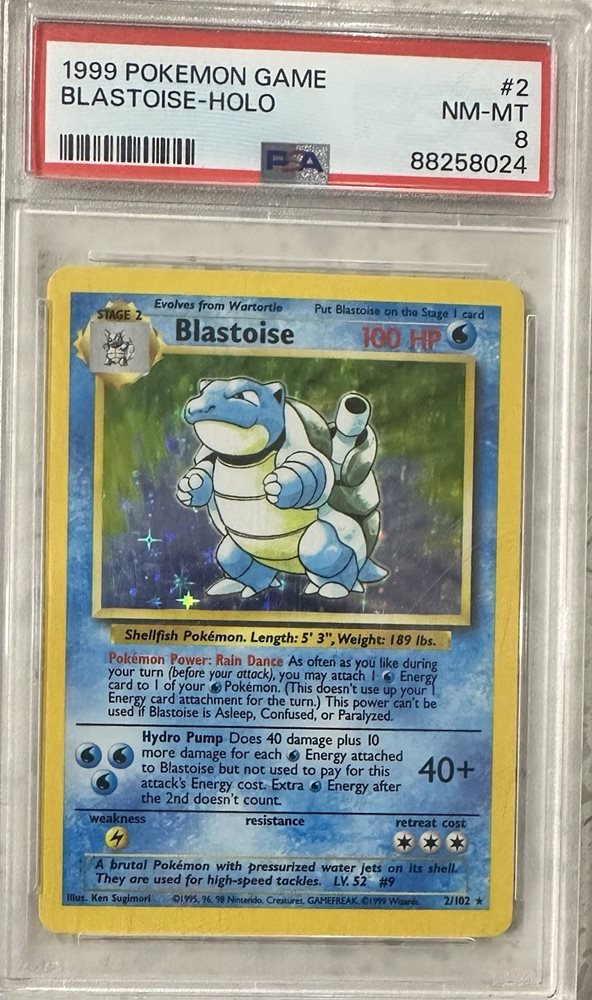 1999 POKEMON GAME
#2
BLASTOISE-HOLO
NM-MT
8
PSA
88258024
STAGE 2
Evolves from Wartortle
Put Blastoise on the Stage 1 card
Blastoise
100 HP
Shellfish Pokémon. Length: 5' 3", Weight: 189 lbs.
Pokémon Power: Rain Dance As often as you like during
your turn (before your attack), you may attach 1 Energy
card to 1 of your Pokémon. (This doesn't use up your 1
Energy card attachment for the turn.) This power can't be
used if Blastoise is Asleep, Confused, or Paralyzed.
Hydro Pump Does 40 damage plus 10
more damage for each Energy attached
to Blastoise but not used to pay for this
attack's Energy cost. Extra Energy after
the 2nd doesn't count.
40+
weakness
resistance
retreat cost
A brutal Pokémon with pressurized water jets on its shell.
They are used for high-speed tackles. LV. 52 #9
Illus. Ken Sugimori
©1995, 96, 98 Nintendo, Creatures, GAMEFREAK. ©1999 Wizards.
2/102 ★